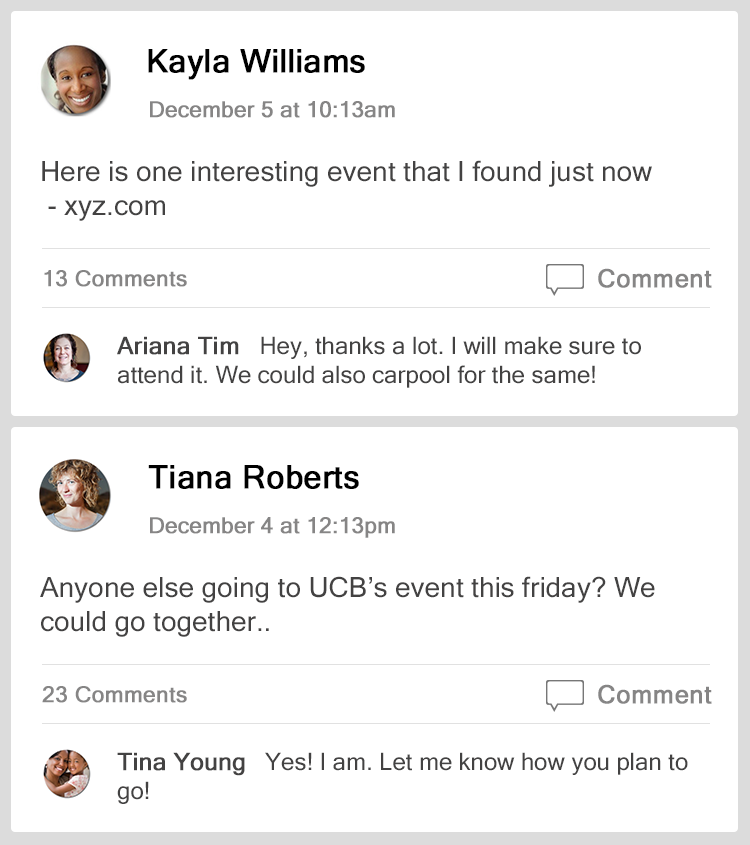 Kayla Williams
December 5 at 10:13am
Here is one interesting event that I found just now
- xyz.com
13 Comments
Comment
Ariana Tim Hey, thanks a lot. I will make sure to
attend it. We could also carpool for the same!
Tiana Roberts
December 4 at 12:13pm
Anyone else going to UCB’s event this friday? We
could go together..
23 Comments
Comment
Tina Young Yes! I am. Let me know how you plan to
go!